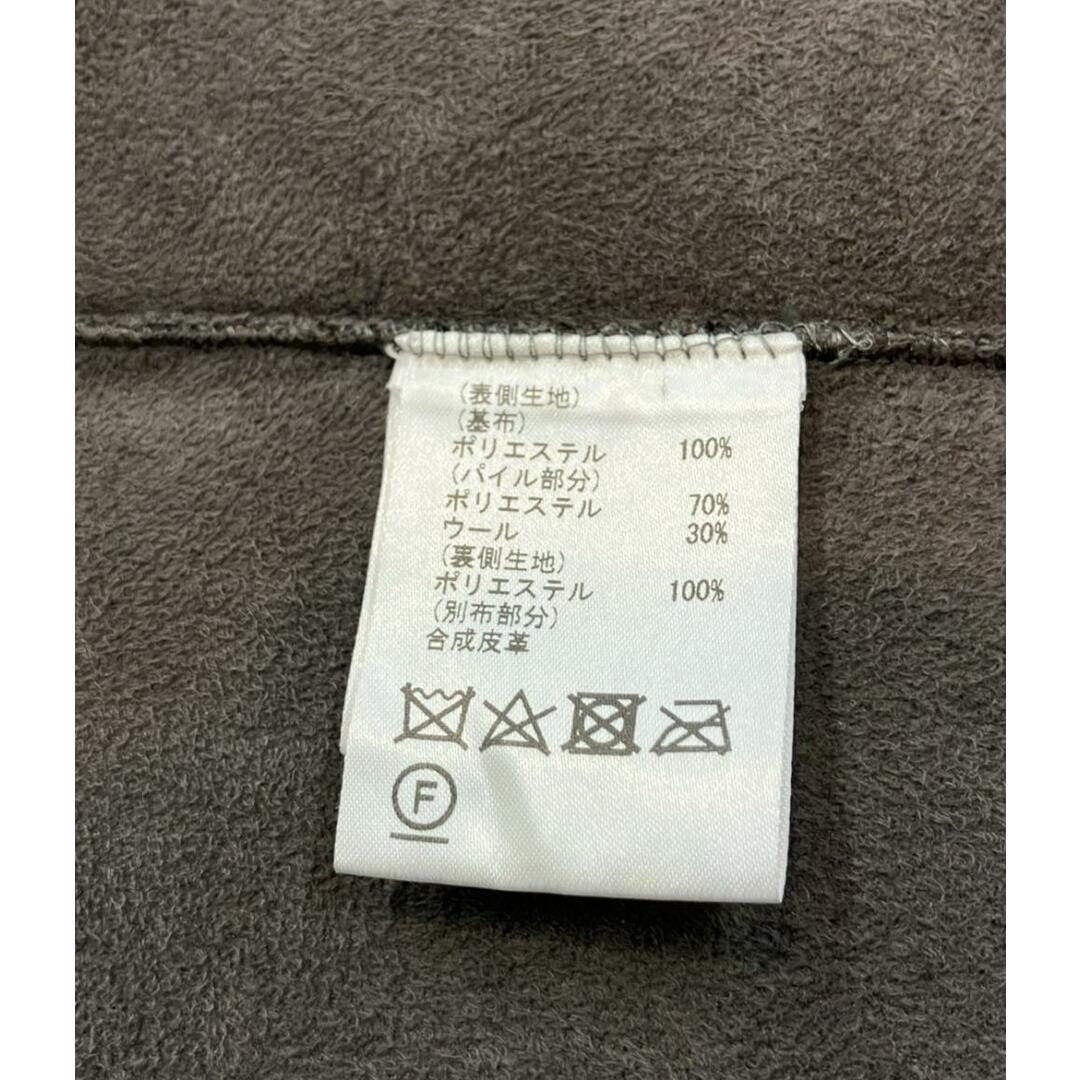 (表側生地)
(基布)
ポリエステル 100%
(パイル部分)
ポリエステル 70%
ウール 30%
(裏側生地)
ポリエステル 100%
(別布部分)
合成皮革
F